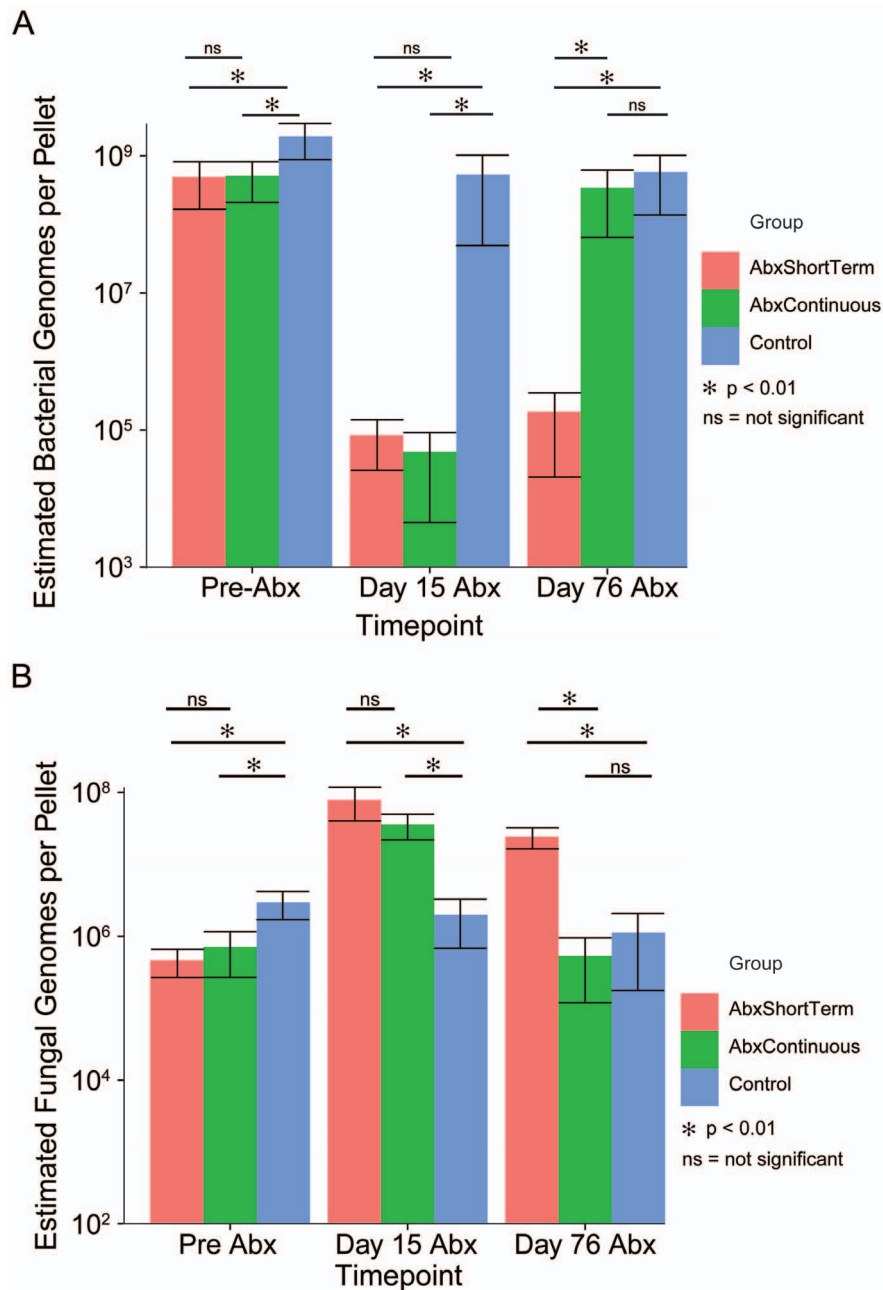 A
ns
ns
*
*
*
*
*
*
*
ns
Estimated Bacterial Genomes per Pellet
10⁹
10⁷
10⁵
10³
Group
AbxShortTerm
AbxContinuous
Control
* p < 0.01
ns = not significant
Pre-Abx
Day 15 Abx
Day 76 Abx
Timepoint
B
ns
ns
*
*
*
*
*
*
*
ns
Estimated Fungal Genomes per Pellet
10⁸
10⁶
10⁴
10²
Group
AbxShortTerm
AbxContinuous
Control
* p < 0.01
ns = not significant
Pre Abx
Day 15 Abx
Day 76 Abx
Timepoint